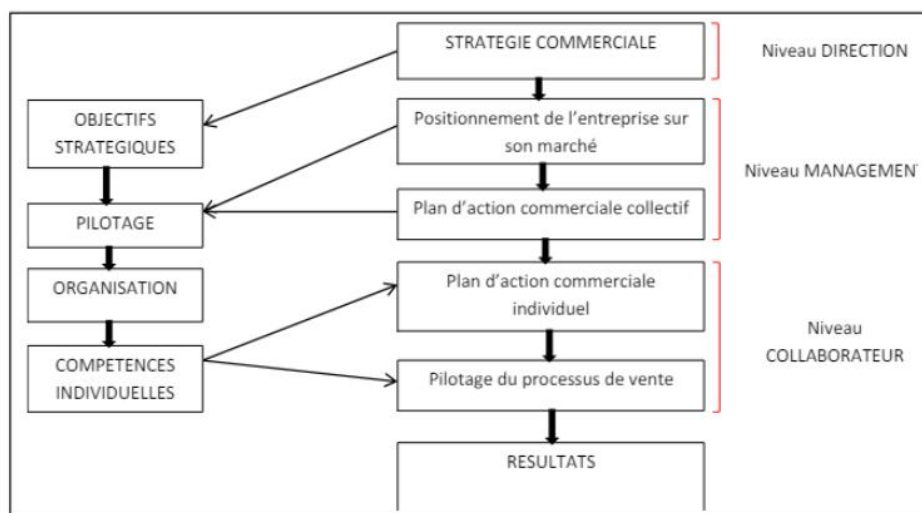 STRATEGIE COMMERCIALE
Niveau DIRECTION
OBJECTIFS
STRATEGIQUES
Positionnement de l'entreprise sur
son marché
Niveau MANAGEMENT
PILOTAGE
Plan d'action commerciale collectif
ORGANISATION
Plan d'action commerciale
individuel
Niveau
COLLABORATEUR
COMPETENCES
INDIVIDUELLES
Pilotage du processus de vente
RESULTATS